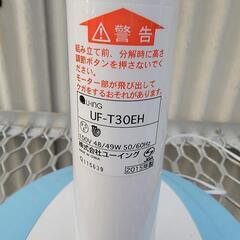 ⚠警告
組み立て前、分解時に高さ
調節ボタンを押さないでください。
モーター部が飛び出して
ケガをするおそれがあります。
U-ING
UF-T30EH
100V 48/49W 50/60Hz
株式会社ユーイング
2015年製
0115639